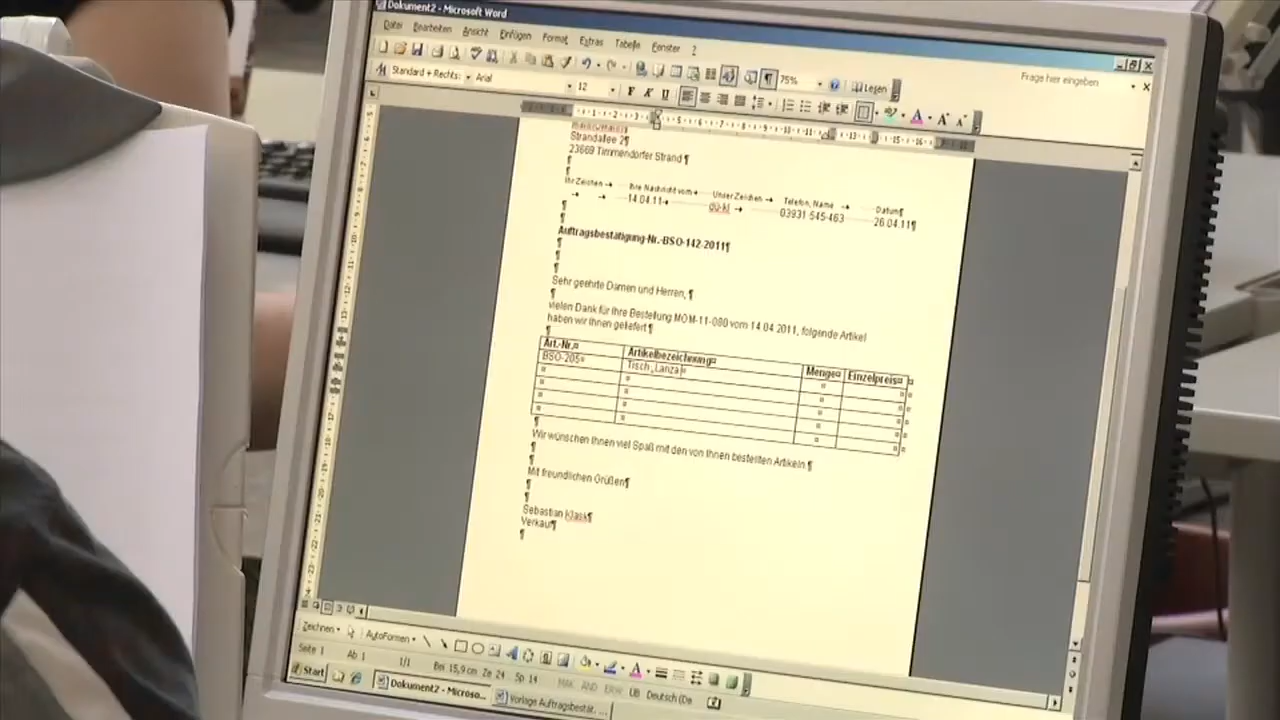 Dokument2 - Microsoft Word
Datei Bearbeiten Ansicht Einfügen Format Extras Tabelle Fenster ?
Frage hier eingeben
75% Lesen
Standard + Rechts: Arial 12 F K U
Strandallee 2¶
23669 Timmendorfer Strand ¶
Ihr Zeichen → Ihre Nachricht vom → Unser Zeichen → Telefon, Name → Datum¶
→ → 14.04.11→ dü-kl → 03931 545-463 26.04.11¶
Auftragsbestätigung-Nr.-BSO-142-2011¶
Sehr geehrte Damen und Herren, ¶
vielen Dank für Ihre Bestellung MOM-11-080 vom 14.04.2011, folgende Artikel
haben wir Ihnen geliefert ¶
Art.-Nr.¤ Artikelbezeichnung¤ Menge¤ Einzelpreis¤
BSO-205¤ Tisch „Lanza¤
Wir wünschen Ihnen viel Spaß mit den von Ihnen bestellten Artikeln ¶
Mit freundlichen Grüßen¶
Sebastian Klask¶
Verkauf¶
Zeichnen AutoFormen
Seite 1 Ab 1 1/1 Bei 15,9 cm Ze 24 Sp 14 MAK ÄND ERW ÜB Deutsch (De
Start Dokument2 - Microso... Vorlage Auftragsbestät. ...